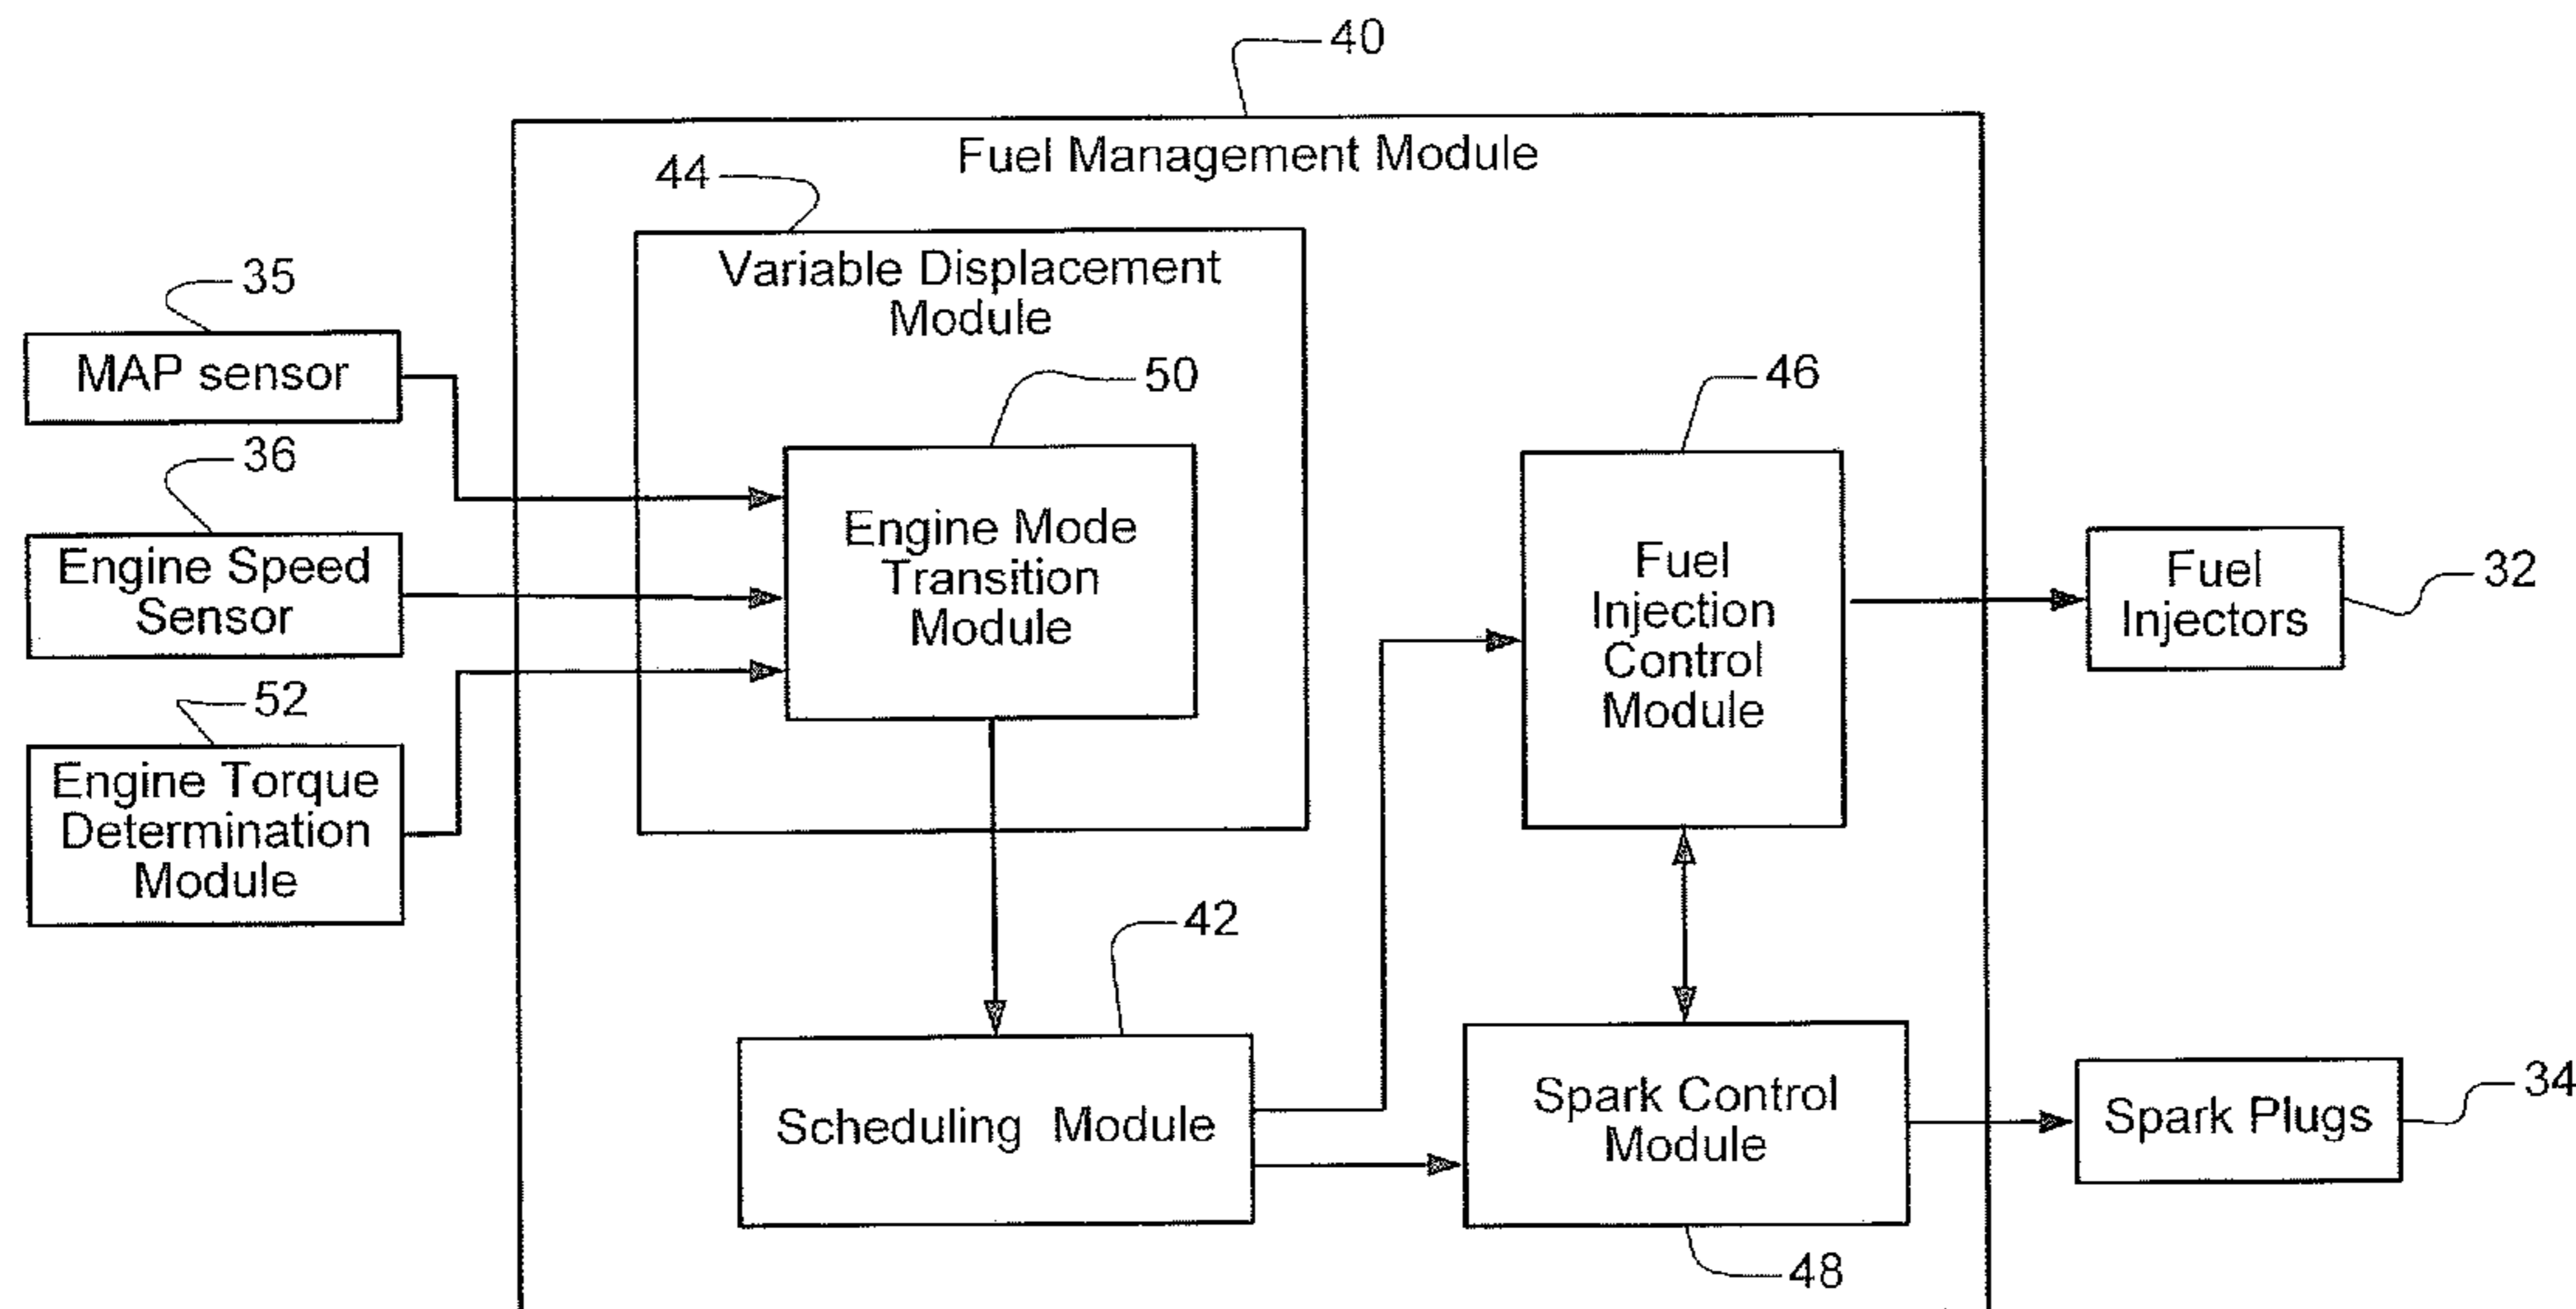 40
Fuel Management Module
44
Variable Displacement
Module
35
MAP sensor
50
46
36
Engine Speed
Sensor
Engine Mode
Transition
Module
Fuel
Injection
Control
Module
Fuel
Injectors
32
52
Engine Torque
Determination
Module
42
Scheduling Module
Spark Control
Module
Spark Plugs
34
48